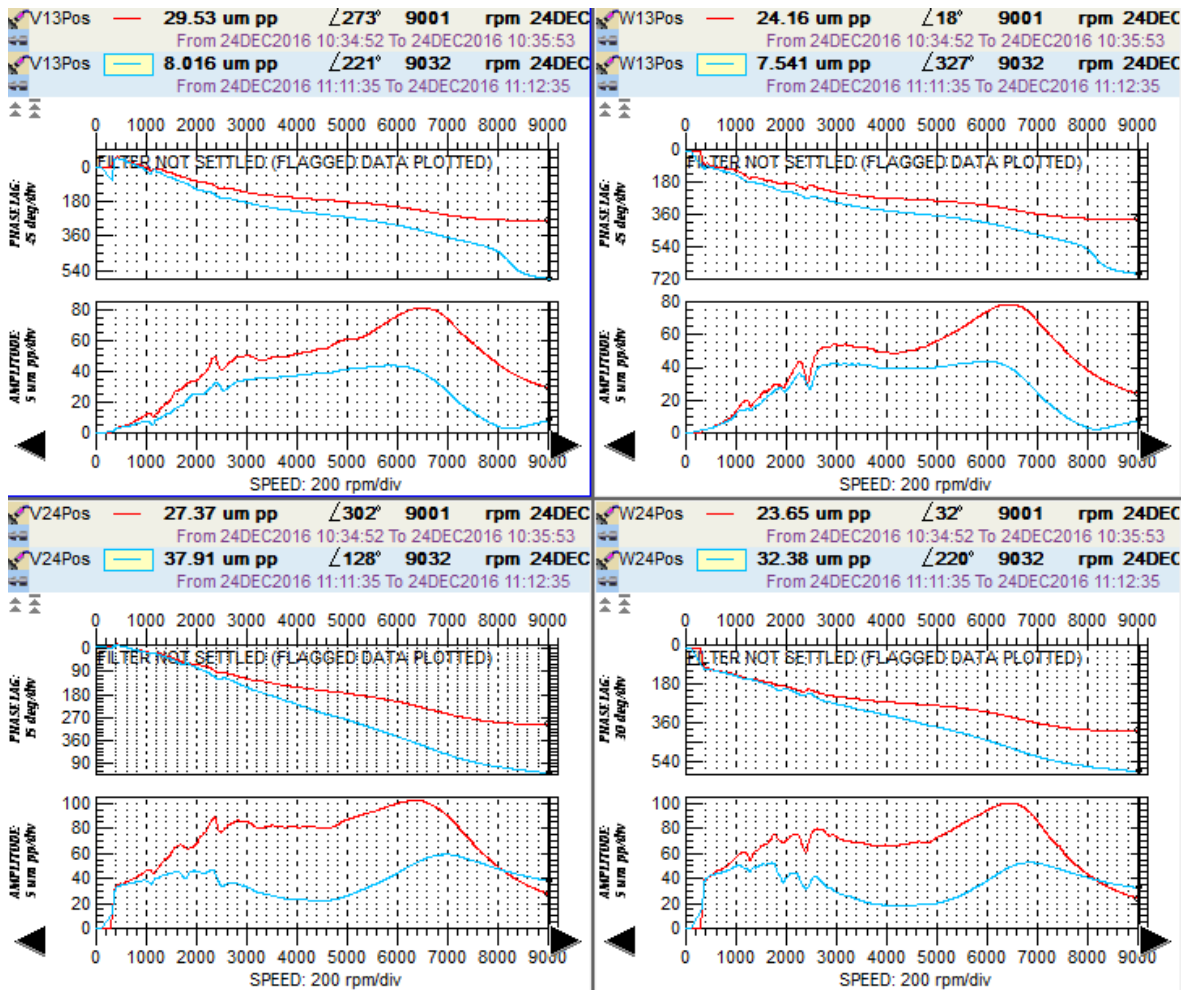 V13Pos 29.53 um pp ∠273° 9001 rpm 24DEC
From 24DEC2016 10:34:52 To 24DEC2016 10:35:53
V13Pos 8.016 um pp ∠221° 9032 rpm 24DEC
From 24DEC2016 11:11:35 To 24DEC2016 11:12:35
0 1000 2000 3000 4000 5000 6000 7000 8000 9000
FILTER NOT SETTLED (FLAGGED DATA PLOTTED)
PHASE LAG:
45 deg/div
0
180
360
540
AMPLITUDE:
5 um pp/div
80
60
40
20
0
0 1000 2000 3000 4000 5000 6000 7000 8000 9000
SPEED: 200 rpm/div
W13Pos 24.16 um pp ∠18° 9001 rpm 24DEC
From 24DEC2016 10:34:52 To 24DEC2016 10:35:53
W13Pos 7.541 um pp ∠327° 9032 rpm 24DEC
From 24DEC2016 11:11:35 To 24DEC2016 11:12:35
0 1000 2000 3000 4000 5000 6000 7000 8000 9000
FILTER NOT SETTLED (FLAGGED DATA PLOTTED)
PHASE LAG:
45 deg/div
0
180
360
540
720
AMPLITUDE:
5 um pp/div
80
60
40
20
0
0 1000 2000 3000 4000 5000 6000 7000 8000 9000
SPEED: 200 rpm/div
V24Pos 27.37 um pp ∠302° 9001 rpm 24DEC
From 24DEC2016 10:34:52 To 24DEC2016 10:35:53
V24Pos 37.91 um pp ∠128° 9032 rpm 24DEC
From 24DEC2016 11:11:35 To 24DEC2016 11:12:35
0 1000 2000 3000 4000 5000 6000 7000 8000 9000
FILTER NOT SETTLED (FLAGGED DATA PLOTTED)
PHASE LAG:
15 deg/div
0
90
180
270
360
90
AMPLITUDE:
5 um pp/div
100
80
60
40
20
0
0 1000 2000 3000 4000 5000 6000 7000 8000 9000
SPEED: 200 rpm/div
W24Pos 23.65 um pp ∠32° 9001 rpm 24DEC
From 24DEC2016 10:34:52 To 24DEC2016 10:35:53
W24Pos 32.38 um pp ∠220° 9032 rpm 24DEC
From 24DEC2016 11:11:35 To 24DEC2016 11:12:35
0 1000 2000 3000 4000 5000 6000 7000 8000 9000
FILTER NOT SETTLED (FLAGGED DATA PLOTTED)
PHASE LAG:
30 deg/div
0
180
360
540
AMPLITUDE:
5 um pp/div
100
80
60
40
20
0
0 1000 2000 3000 4000 5000 6000 7000 8000 9000
SPEED: 200 rpm/div